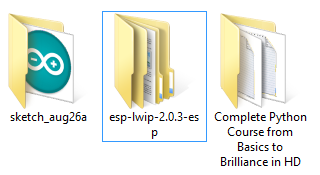 sketch_aug26a
esp-lwip-2.0.3-es
p
Complete Python
Course from
Basics to
Brilliance in HD